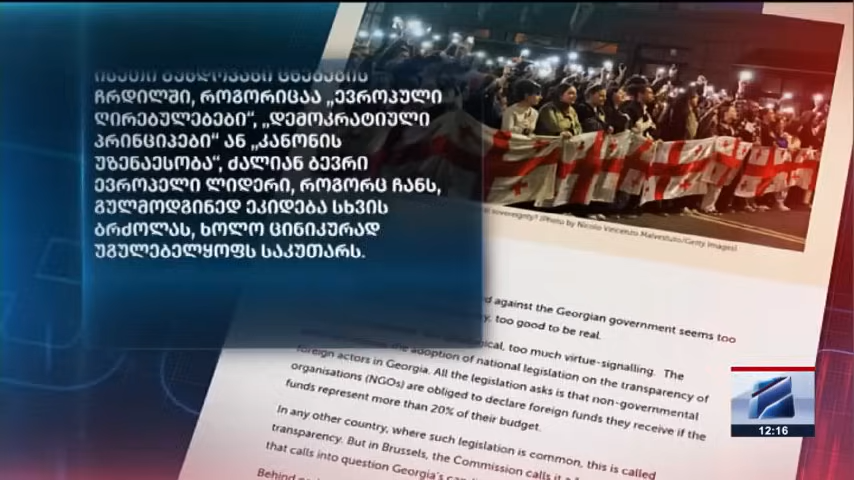 ჩრდილში, როგორიცაა „ევროპული
ღირებულებები“, „დემოკრატიული
პრინციპები“ ან „კანონის
უზენაესობა“, ძალიან ბევრი
ევროპელი ლიდერი, როგორც ჩანს,
გულმოდგინედ ეკიდება სხვის
ბრძოლას, ხოლო ცინიკურად
უგულებელყოფს საკუთარს.
sovereignty? (Photo by Nicolo Vincenzo Malvestuto/Getty Images)
against the Georgian government seems too
too good to be real.
too much virtue-signalling. The
the adoption of national legislation on the transparency of
foreign actors in Georgia. All the legislation asks is that non-governmental
organisations (NGOs) are obliged to declare foreign funds they receive if the
funds represent more than 20% of their budget.
In any other country, where such legislation is common, this is called
transparency. But in Brussels, the Commission calls it
that calls into question Georgia's
Behind
12:16